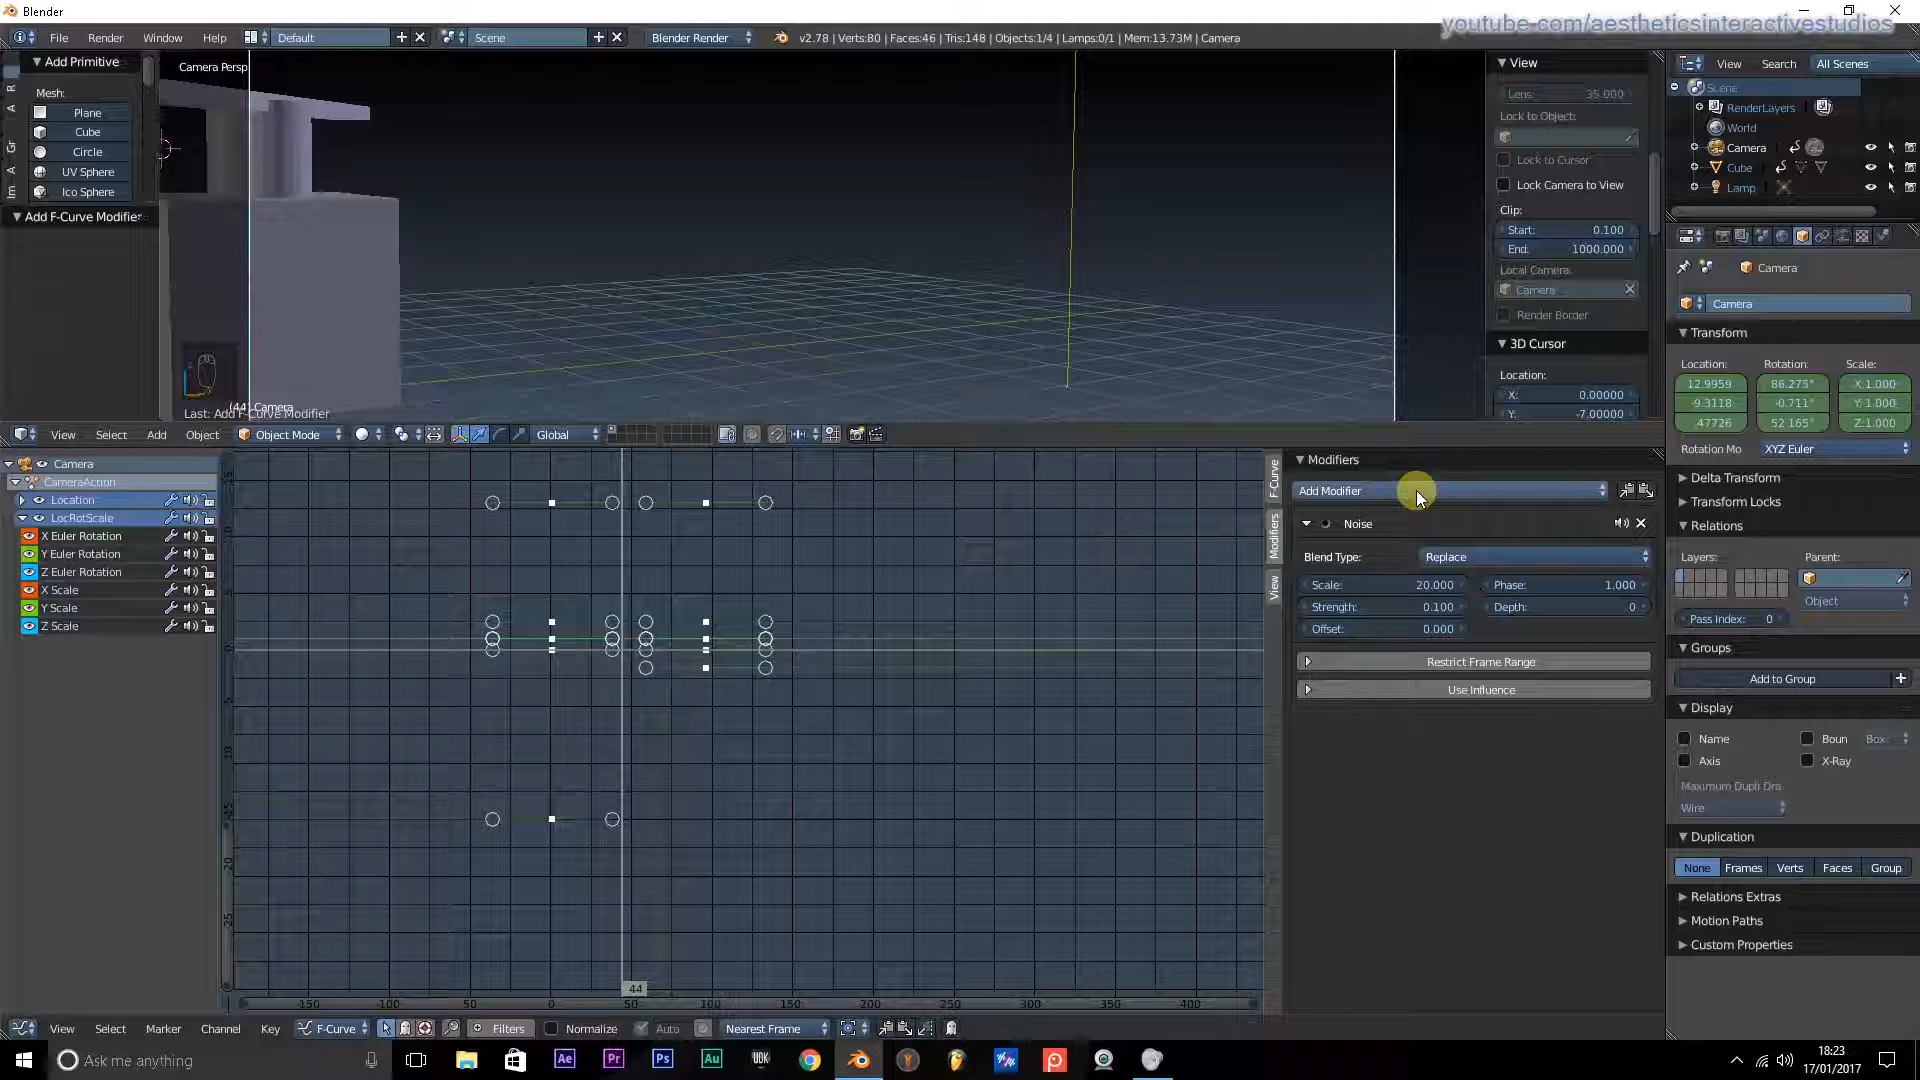 Blender
youtube-com/aestheticsinteractivestudios
File Render Window Help Default Scene Blender Render v2.78 | Verts:80 | Faces:46 | Tris:148 | Objects:1/4 | Lamps:0/1 | Mem:13.73M | Camera
Add Primitive
Mesh:
Plane
Cube
Circle
UV Sphere
Ico Sphere
Add F-Curve Modifier
R
A
Gr
A
Im
Camera Persp
(44) Camera
Last: Add F-Curve Modifier
View
Lens: 35.000
Lock to Object:
Lock to Cursor
Lock Camera to View
Clip:
Start: 0.100
End: 1000.000
Local Camera:
Camera
Render Border
3D Cursor
Location:
X: 0.00000
Y: -7.00000
View Search All Scenes
Scene
RenderLayers
World
Camera
Cube
Lamp
Camera
Camera
Transform
Location: Rotation: Scale:
12.9959 86.275° X:1.000
-9.3118 -0.711° Y:1.000
.47726 52.165° Z:1.000
Rotation Mo XYZ Euler
Delta Transform
Transform Locks
Relations
Layers: Parent:
Object
Pass Index: 0
Groups
Add to Group
Display
Name Boun Box
Axis X-Ray
Maximum Dupli Dra
Wire
Duplication
None Frames Verts Faces Group
Relations Extras
Motion Paths
Custom Properties
View Select Add Object Object Mode Global
Camera
CameraAction
Location
LocRotScale
X Euler Rotation
Y Euler Rotation
Z Euler Rotation
X Scale
Y Scale
Z Scale
F-Curve
Modifiers
View
Modifiers
Add Modifier
Noise
Blend Type: Replace
Scale: 20.000 Phase: 1.000
Strength: 0.100 Depth: 0
Offset: 0.000
Restrict Frame Range
Use Influence
44
-150 -100 50 0 50 100 150 200 250 300 350 400
View Select Marker Channel Key F-Curve Filters Normalize Auto Nearest Frame
Ask me anything
Ae Pr Ps Au UDK
18:23
17/01/2017